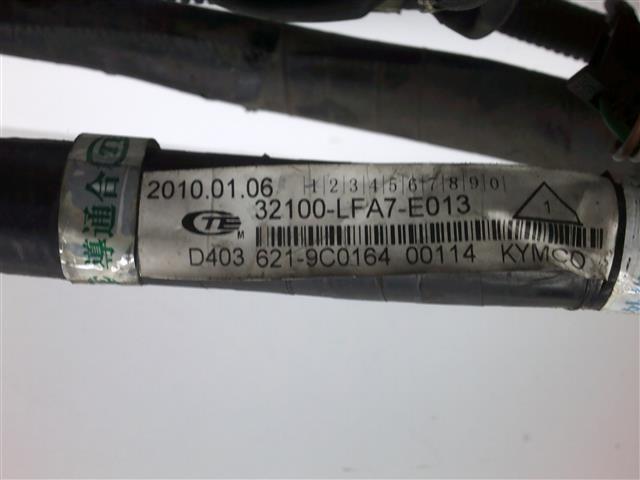 2010.01.06 1 2 3 4 5 6 7 8 9 0
CTE M 32100-LFA7-E013 1
D403 621-9C0164 00114 KYMCO
導通合